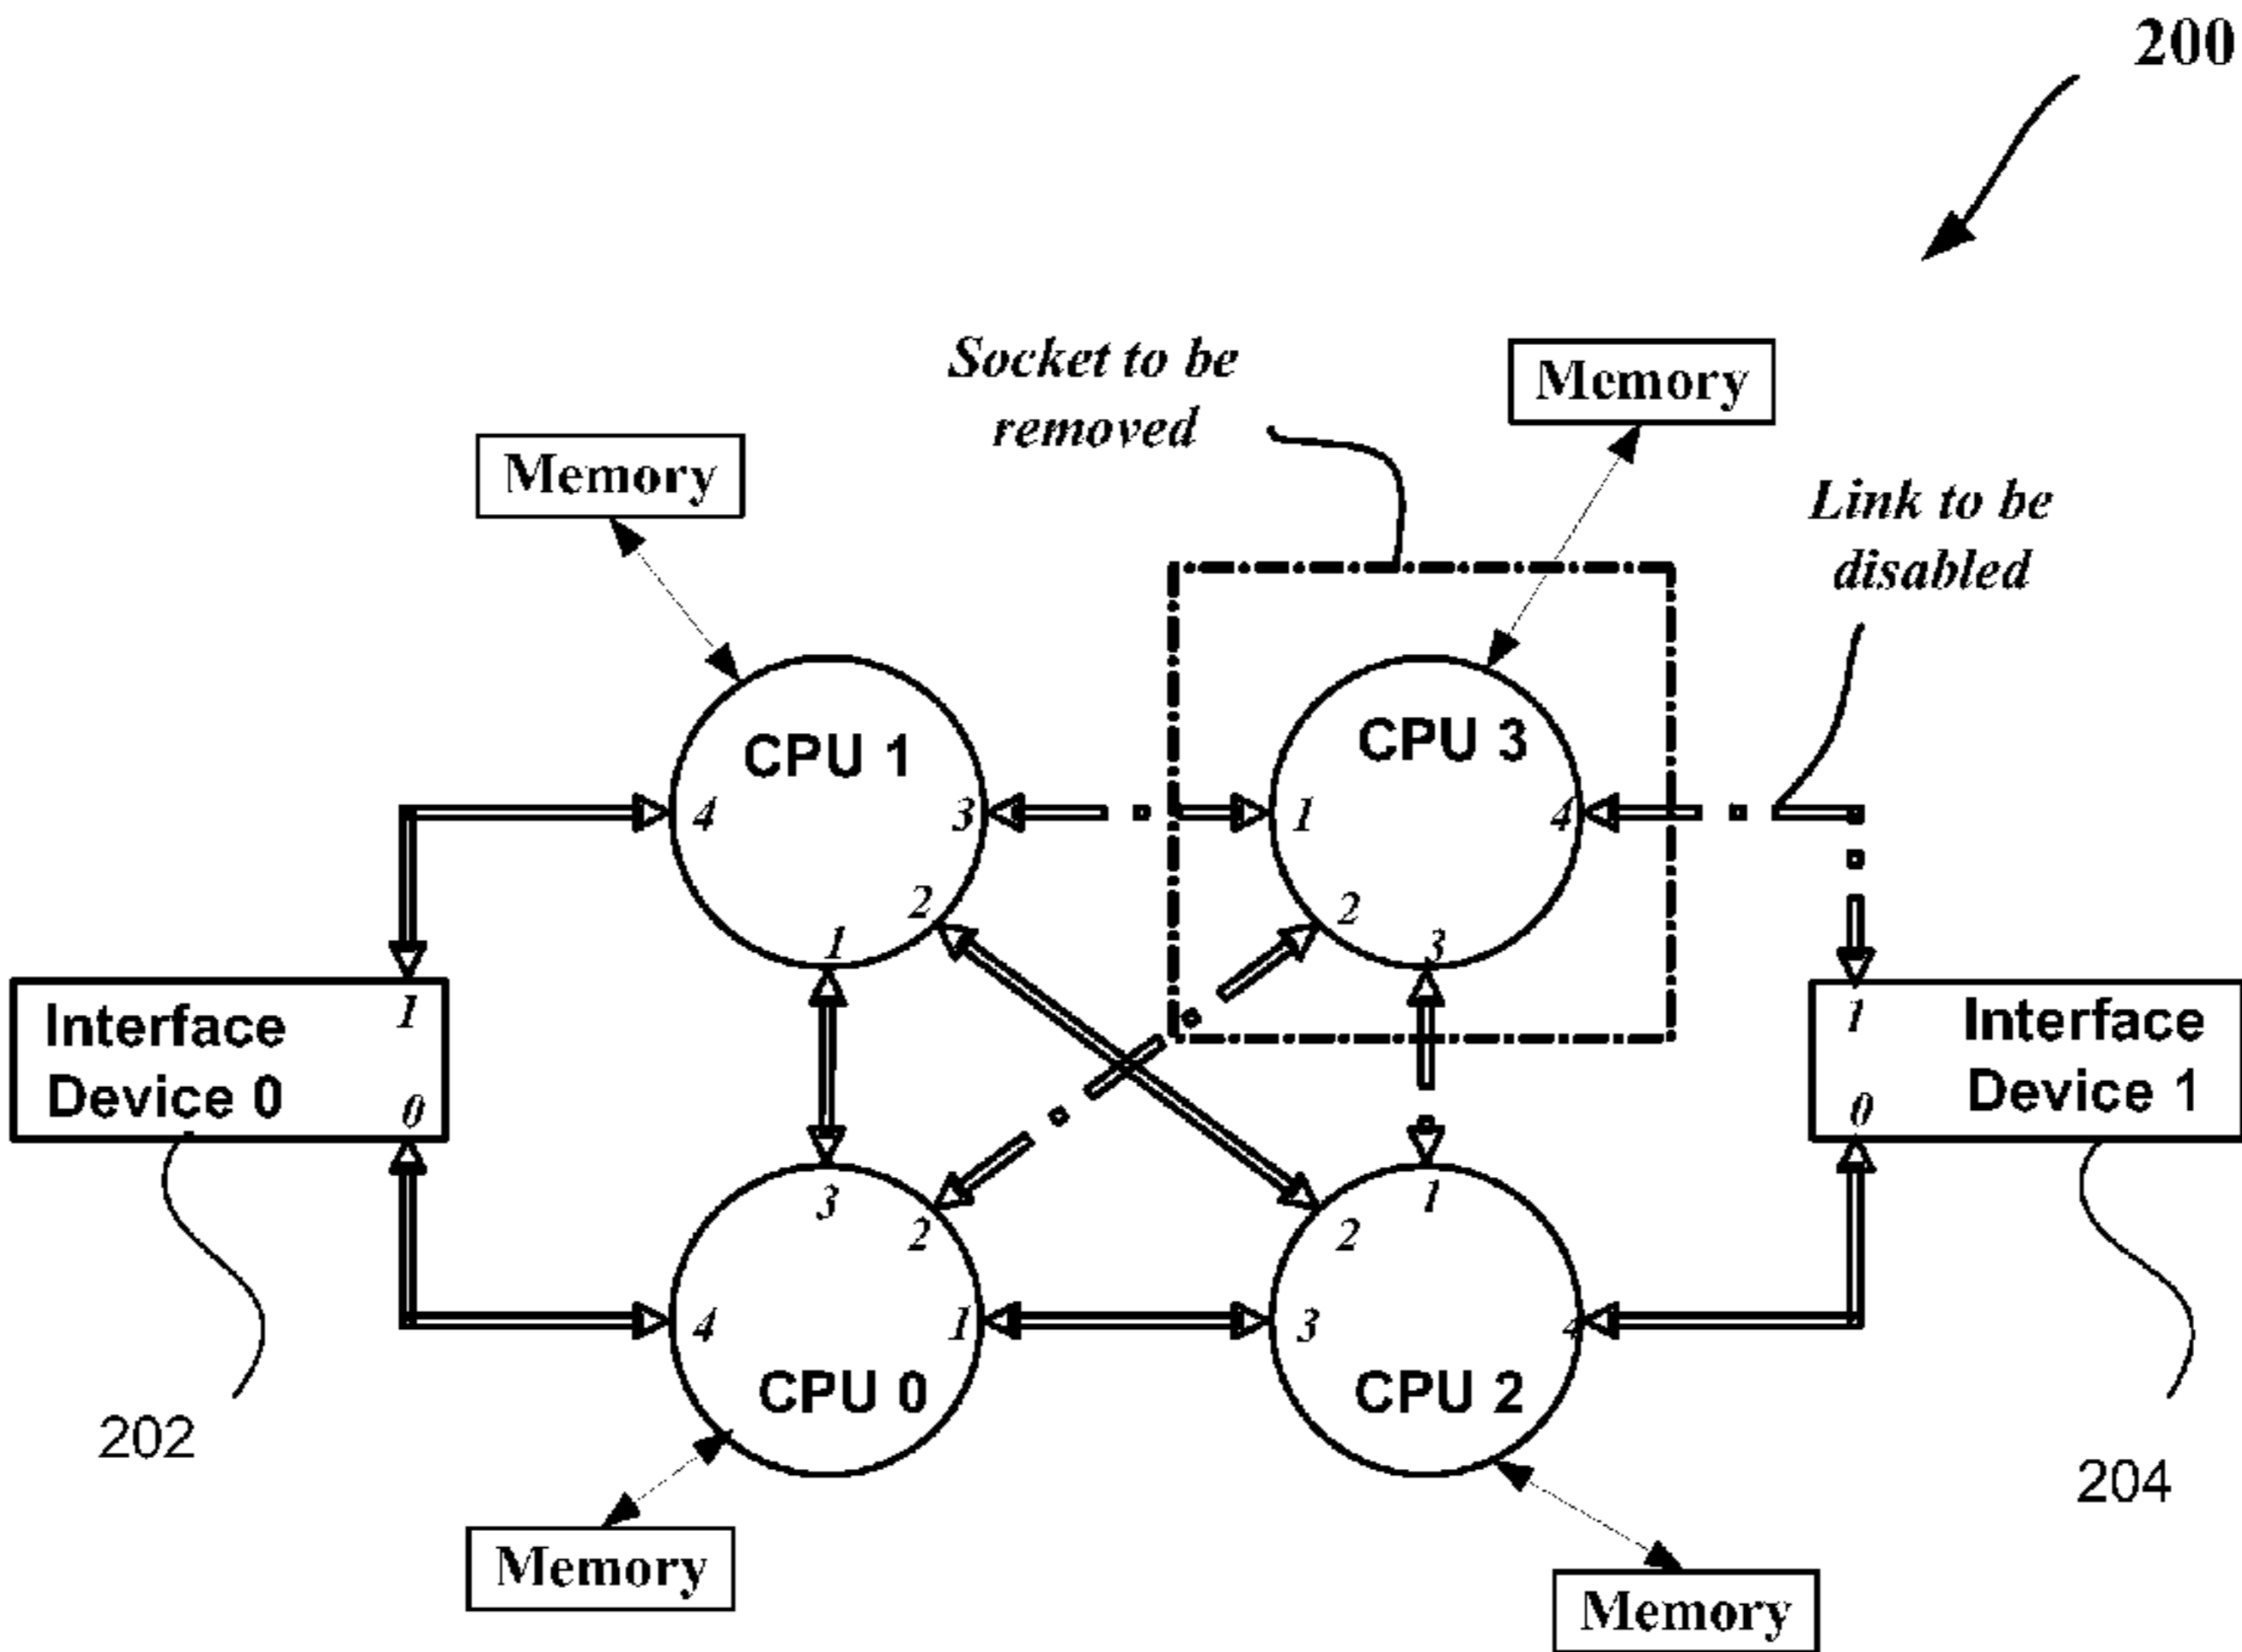 200
Socket to be
removed
Memory
Memory
Link to be
disabled
CPU 1
CPU 3
4
3
1
4
2
2
1
3
Interface
Device 0
1
0
1
0
Interface
Device 1
3
2
1
2
4
1
3
4
CPU 0
CPU 2
202
204
Memory
Memory